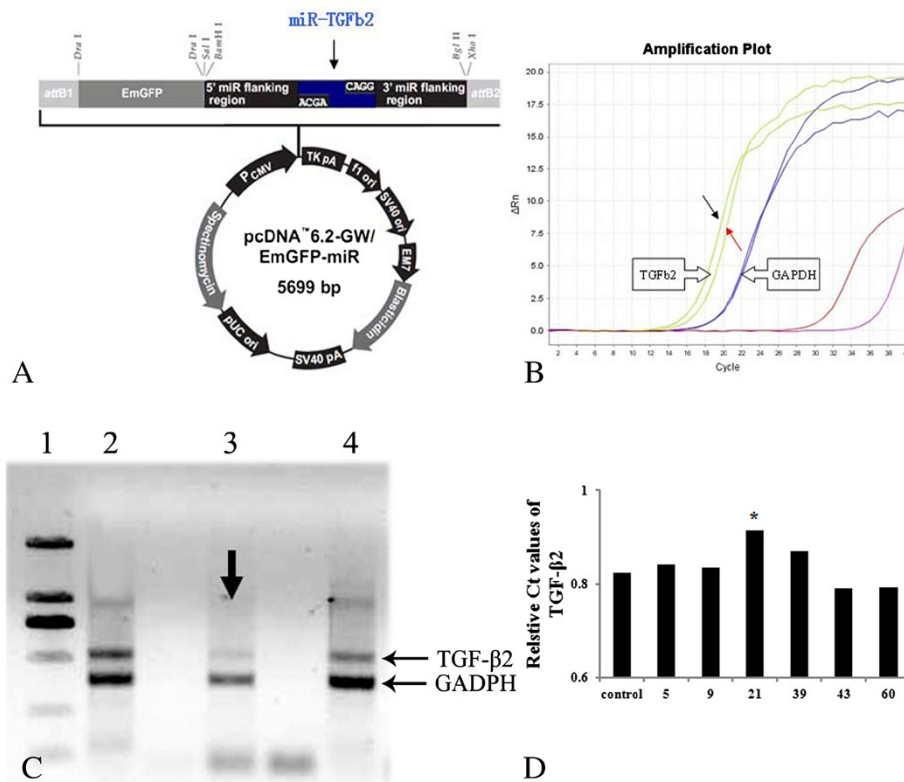 miR-TGFb2
Dra I
Dra I
Sal I
BamH I
Bgl II
Xho I
attB1
EmGFP
5' miR flanking
region
ACGA
CAGG
3' miR flanking
region
attB2
PCMV
TK pA
f1 ori
SV40 ori
EM7
Blasticidin
SV40 pA
pUC ori
Spectinomycin
pcDNA™6.2-GW/
EmGFP-miR
5699 bp
A
Amplification Plot
20.0
17.5
15.0
12.5
10.0
7.5
5.0
2.5
0.0
ΔRn
TGFb2
GAPDH
2 4 6 8 10 12 14 16 18 20 22 24 26 28 30 32 34 36 38
Cycle
B
1 2 3 4
TGF-β2
GADPH
C
1
0.8
0.6
Relstive Ct values of
TGF-β2
*
control 5 9 21 39 43 60
D